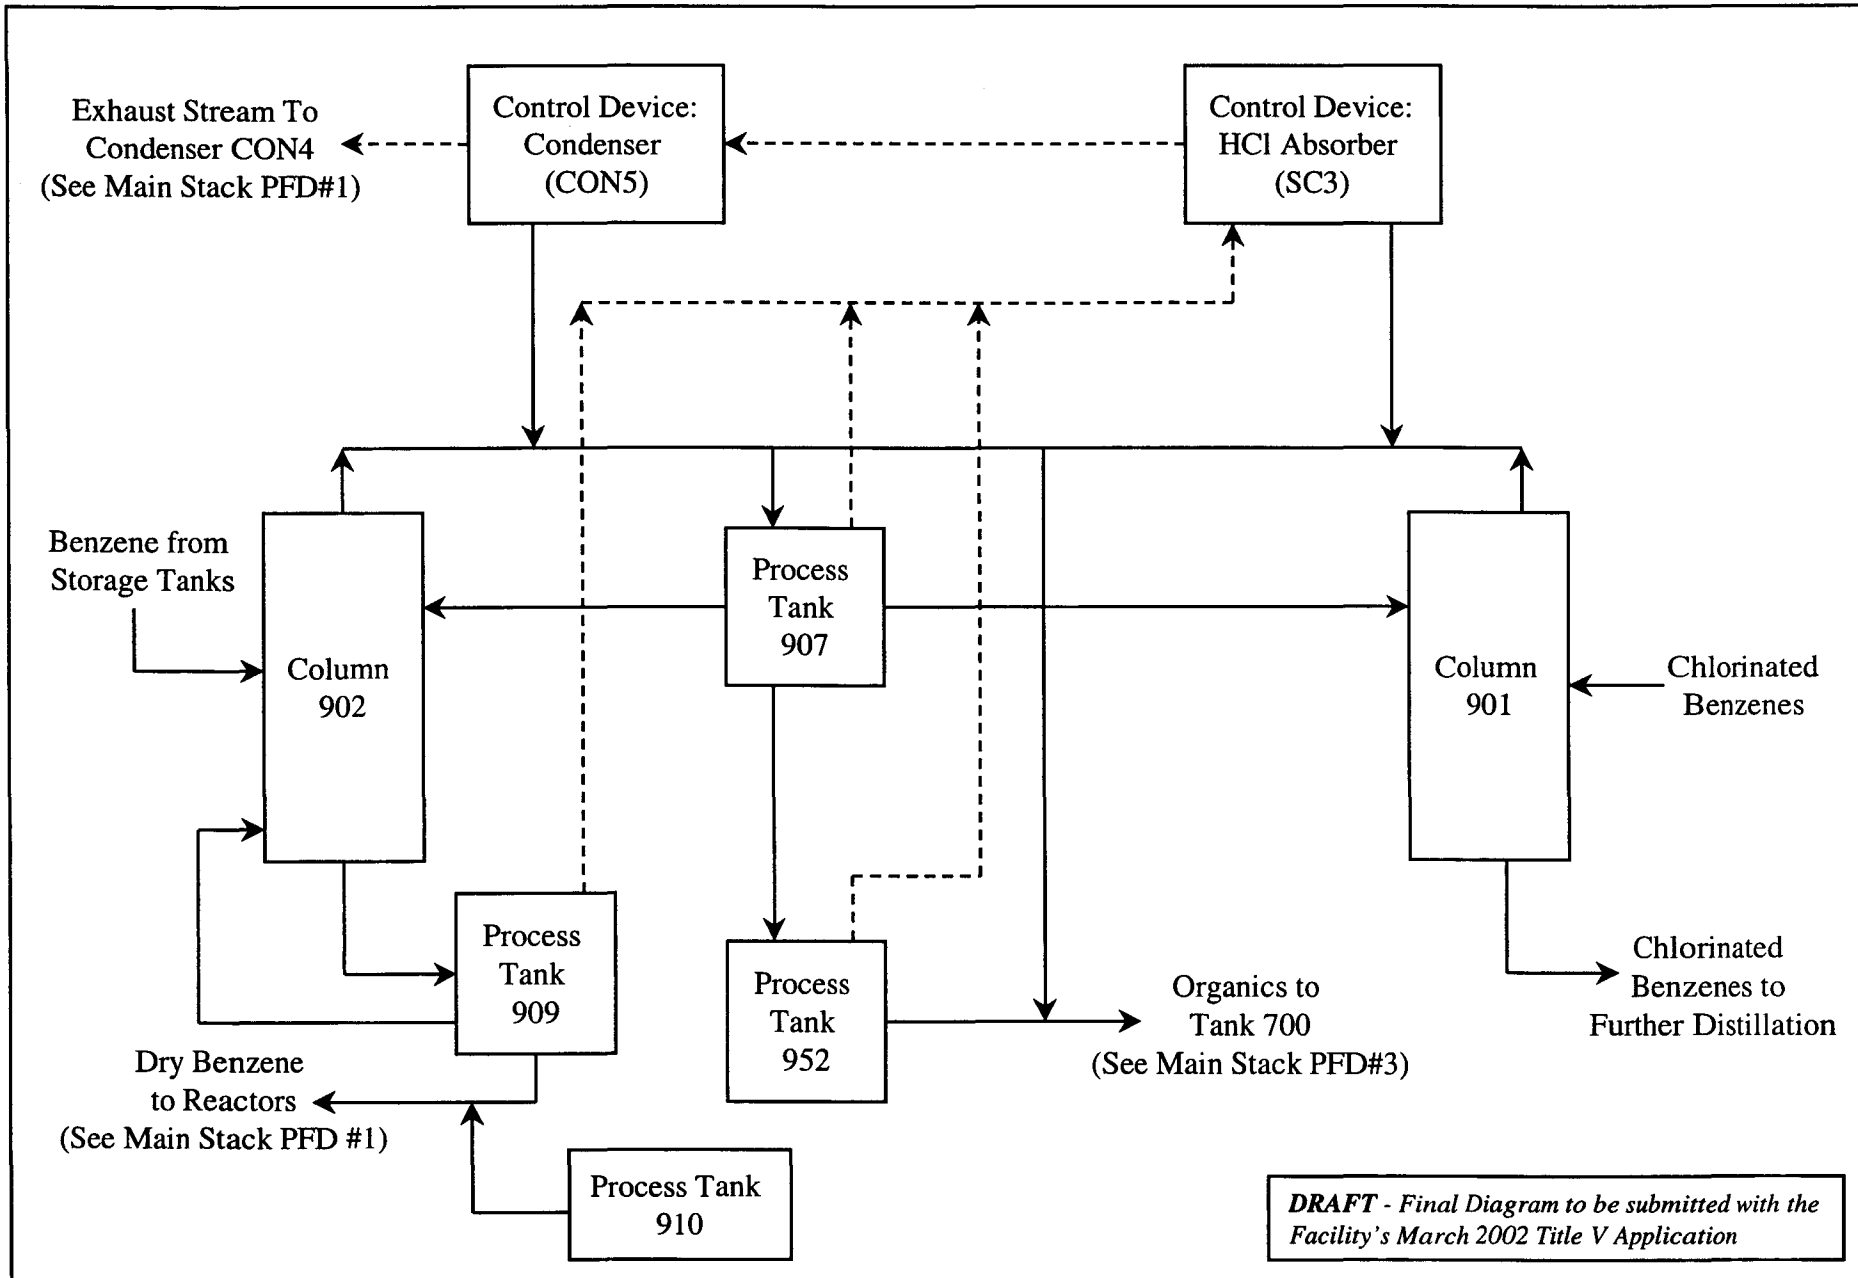 Exhaust Stream To
Condenser CON4
(See Main Stack PFD#1)
Control Device:
Condenser
(CON5)
Control Device:
HCl Absorber
(SC3)
Benzene from
Storage Tanks
Column
902
Process
Tank
907
Column
901
Chlorinated
Benzenes
Process
Tank
909
Process
Tank
952
Organics to
Tank 700
(See Main Stack PFD#3)
Chlorinated
Benzenes to
Further Distillation
Dry Benzene
to Reactors
(See Main Stack PFD #1)
Process Tank
910
DRAFT - Final Diagram to be submitted with the
Facility's March 2002 Title V Application